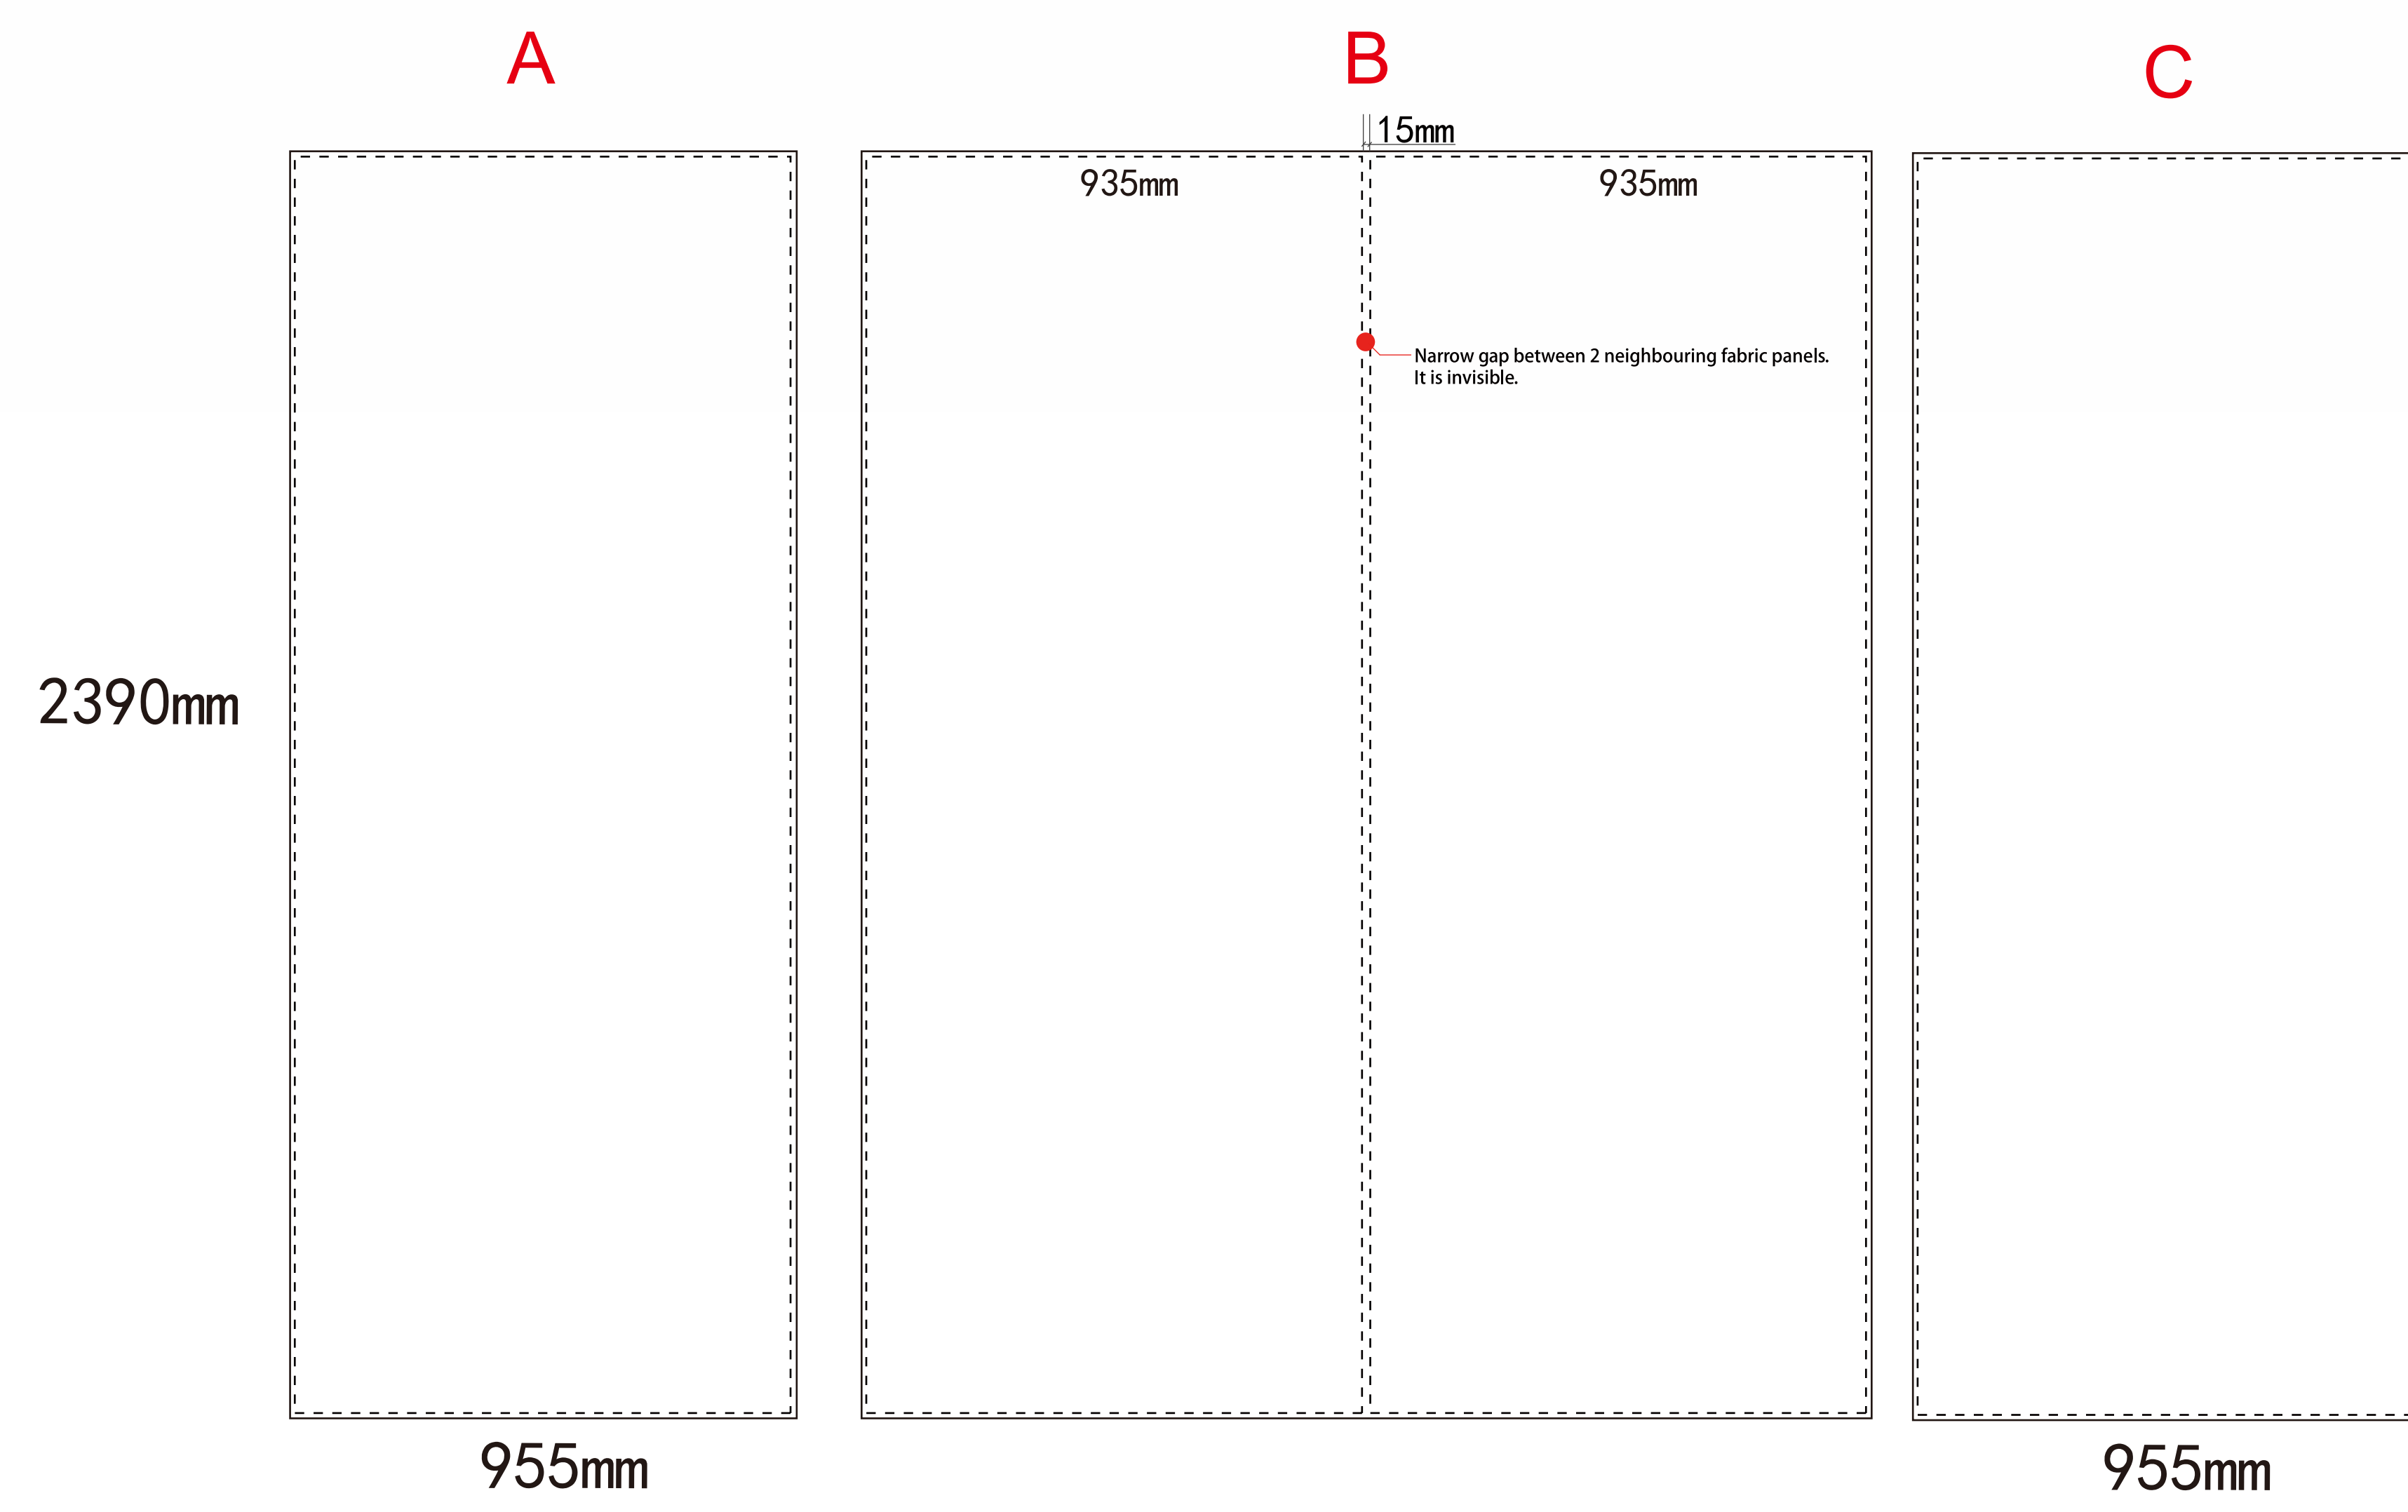 A
B
C
15mm
935mm
935mm
Narrow gap between 2 neighbouring fabric panels.
It is invisible.
2390mm
955mm
955mm